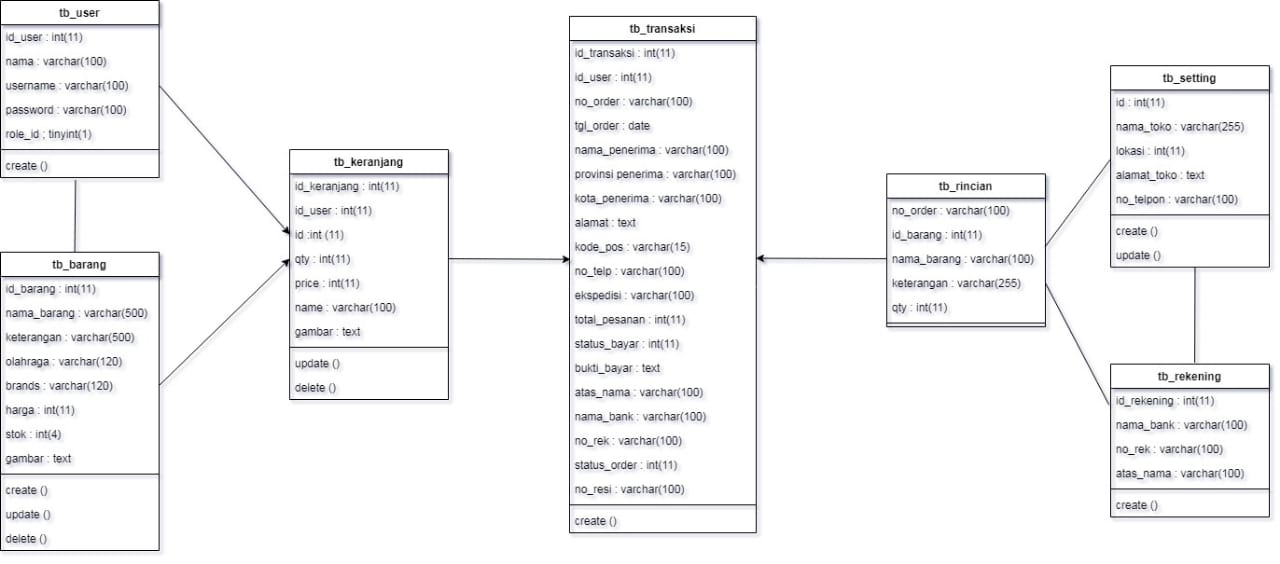 tb_user
id_user : int(11)
nama : varchar(100)
username : varchar(100)
password : varchar(100)
role_id ; tinyint(1)
create ()
tb_barang
id_barang : int(11)
nama_barang : varchar(500)
keterangan : varchar(500)
olahraga : varchar(120)
brands : varchar(120)
harga : int(11)
stok : int(4)
gambar : text
create ()
update ()
delete ()
tb_keranjang
id_keranjang : int(11)
id_user : int(11)
id :int (11)
qty : int(11)
price : int(11)
name : varchar(100)
gambar : text
update ()
delete ()
tb_transaksi
id_transaksi : int(11)
id_user : int(11)
no_order : varchar(100)
tgl_order : date
nama_penerima : varchar(100)
provinsi penerima : varchar(100)
kota_penerima : varchar(100)
alamat : text
kode_pos : varchar(15)
no_telp : varchar(100)
ekspedisi : varchar(100)
total_pesanan : int(11)
status_bayar : int(11)
bukti_bayar : text
atas_nama : varchar(100)
nama_bank : varchar(100)
no_rek : varchar(100)
status_order : int(11)
no_resi : varchar(100)
create ()
tb_rincian
no_order : varchar(100)
id_barang : int(11)
nama_barang : varchar(100)
keterangan : varchar(255)
qty : int(11)
tb_setting
id : int(11)
nama_toko : varchar(255)
lokasi : int(11)
alamat_toko : text
no_telpon : varchar(100)
create ()
update ()
tb_rekening
id_rekening : int(11)
nama_bank : varchar(100)
no_rek : varchar(100)
atas_nama : varchar(100)
create ()